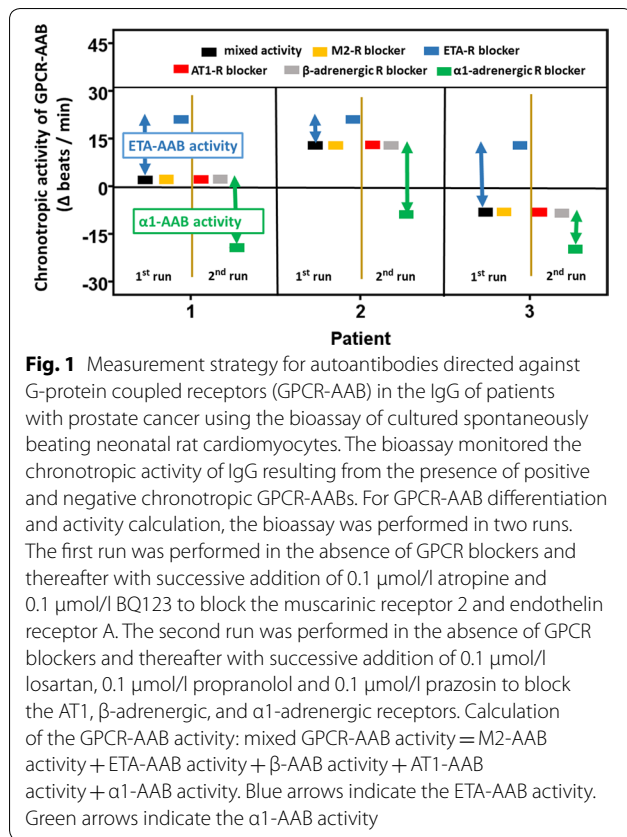 45
mixed activity M2-R blocker ETA-R blocker
AT1-R blocker β-adrenergic R blocker α1-adrenergic R blocker
30
15
0
-15
-30
Chronotropic activity of GPCR-AAB
(Δ beats / min)
ETA-AAB activity
α1-AAB activity
1st run 2nd run 1st run 2nd run 1st run 2nd run
1 2 3
Patient
Fig. 1 Measurement strategy for autoantibodies directed against
G-protein coupled receptors (GPCR-AAB) in the IgG of patients
with prostate cancer using the bioassay of cultured spontaneously
beating neonatal rat cardiomyocytes. The bioassay monitored the
chronotropic activity of IgG resulting from the presence of positive
and negative chronotropic GPCR-AABs. For GPCR-AAB differentiation
and activity calculation, the bioassay was performed in two runs.
The first run was performed in the absence of GPCR blockers and
thereafter with successive addition of 0.1 µmol/l atropine and
0.1 µmol/l BQ123 to block the muscarinic receptor 2 and endothelin
receptor A. The second run was performed in the absence of GPCR
blockers and thereafter with successive addition of 0.1 µmol/l
losartan, 0.1 µmol/l propranolol and 0.1 µmol/l prazosin to block
the AT1, β-adrenergic, and α1-adrenergic receptors. Calculation
of the GPCR-AAB activity: mixed GPCR-AAB activity = M2-AAB
activity + ETA-AAB activity + β-AAB activity + AT1-AAB
activity + α1-AAB activity. Blue arrows indicate the ETA-AAB activity.
Green arrows indicate the α1-AAB activity